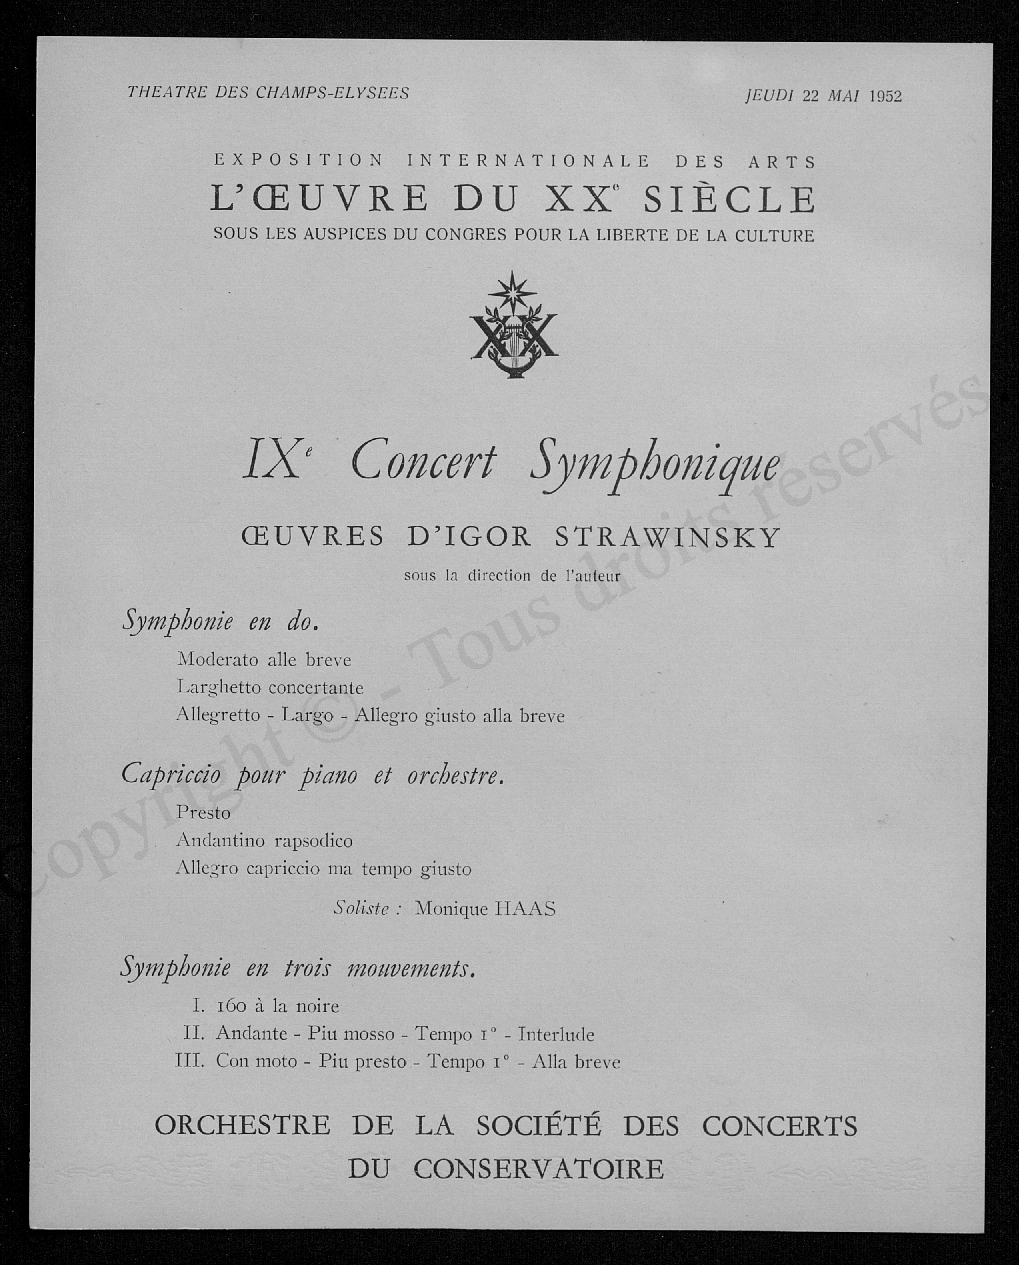 THEATRE DES CHAMPS-ELYSEES JEUDI 22 MAI 1952
EXPOSITION INTERNATIONALE DES ARTS
L'ŒUVRE DU XXe SIÈCLE
SOUS LES AUSPICES DU CONGRES POUR LA LIBERTE DE LA CULTURE
XX
IXe Concert Symphonique
ŒUVRES D'IGOR STRAWINSKY
sous la direction de l'auteur
Symphonie en do.
Moderato alle breve
Larghetto concertante
Allegretto - Largo - Allegro giusto alla breve
Capriccio pour piano et orchestre.
Presto
Andantino rapsodico
Allegro capriccio ma tempo giusto
Soliste : Monique HAAS
Symphonie en trois mouvements.
I. 160 à la noire
II. Andante - Piu mosso - Tempo 1° - Interlude
III. Con moto - Piu presto - Tempo 1° - Alla breve
ORCHESTRE DE LA SOCIÉTÉ DES CONCERTS
DU CONSERVATOIRE
Copyright © - Tous droits réservés